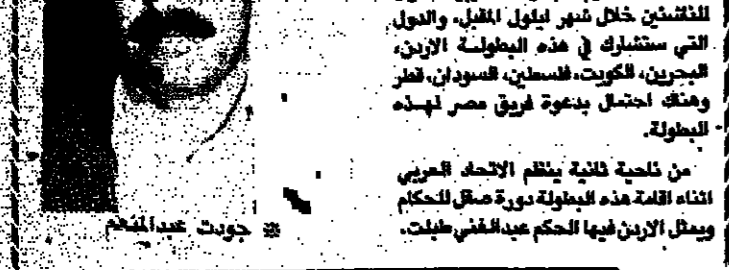 للناشئين خلال شهر ايلول المقبل، والدول
التي ستشارك في هذه البطولة الاردن،
البحرين، الكويت، فلسطين، السودان، قطر
وهناك احتمال بدعوة فريق مصر لهذه
البطولة.
من ناحية ثانية ينظم الاتحاد العربي
اثناء اقامة هذه البطولة دورة صقل للحكام
ويمثل الاردن فيها الحكم عبدالغني طبلت.
جودت عبدالمنعم